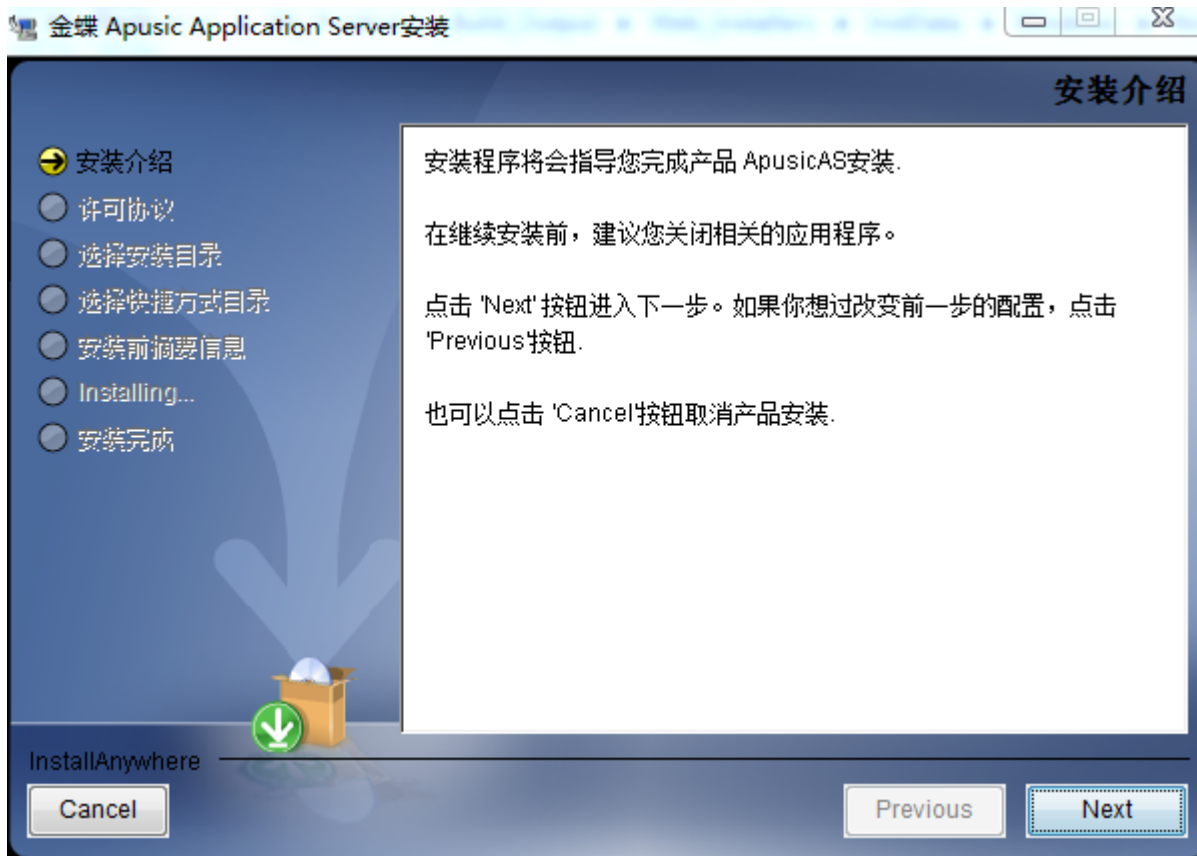 金蝶 Apusic Application Server安装
安装介绍
安装介绍
许可协议
选择安装目录
选择快捷方式目录
安装前摘要信息
Installing...
安装完成
安装程序将会指导您完成产品 ApusicAS安装.
在继续安装前，建议您关闭相关的应用程序。
点击 'Next' 按钮进入下一步。如果你想过改变前一步的配置，点击
'Previous'按钮.
也可以点击 'Cancel'按钮取消产品安装.
InstallAnywhere
Cancel
Previous
Next